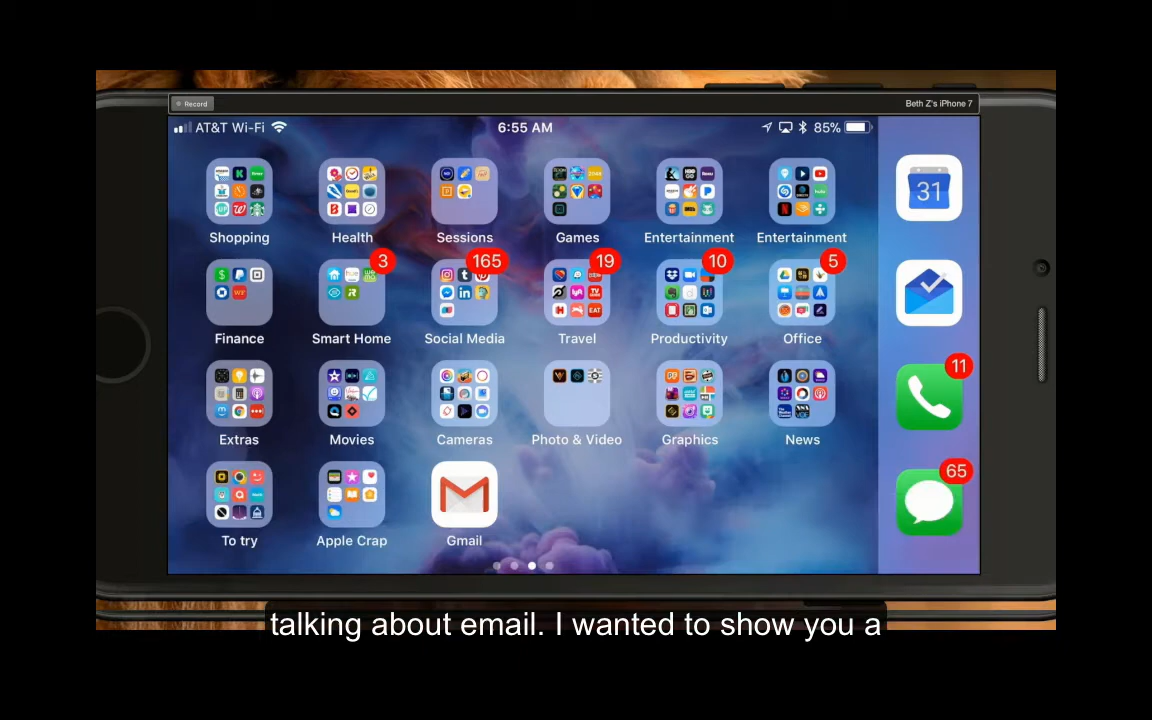 Record
Beth Z's iPhone 7
AT&T Wi-Fi
6:55 AM
85%
Shopping
Health
Sessions
Games
Entertainment
Entertainment
31
3
165
19
10
5
Finance
Smart Home
Social Media
Travel
Productivity
Office
11
Extras
Movies
Cameras
Photo & Video
Graphics
News
65
To try
Apple Crap
Gmail
talking about email. I wanted to show you a